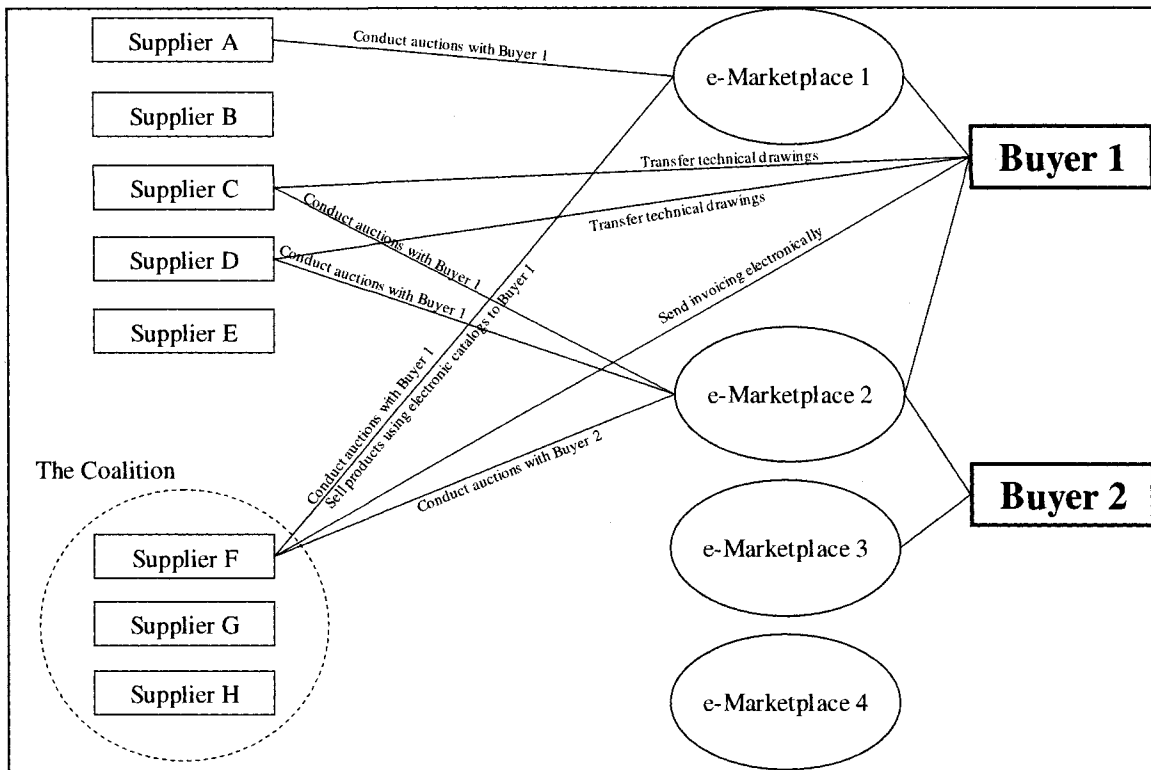 Supplier A
Conduct auctions with Buyer 1
e-Marketplace 1
Supplier B
Buyer 1
Transfer technical drawings
Supplier C
Conduct auctions with Buyer 1
Transfer technical drawings
Supplier D
Conduct auctions with Buyer 1
Send invoicing electronically
Supplier E
Conduct auctions with Buyer 1
Sell products using electronic catalogs to Buyer 1
e-Marketplace 2
Conduct auctions with Buyer 2
The Coalition
Buyer 2
Supplier F
e-Marketplace 3
Supplier G
Supplier H
e-Marketplace 4